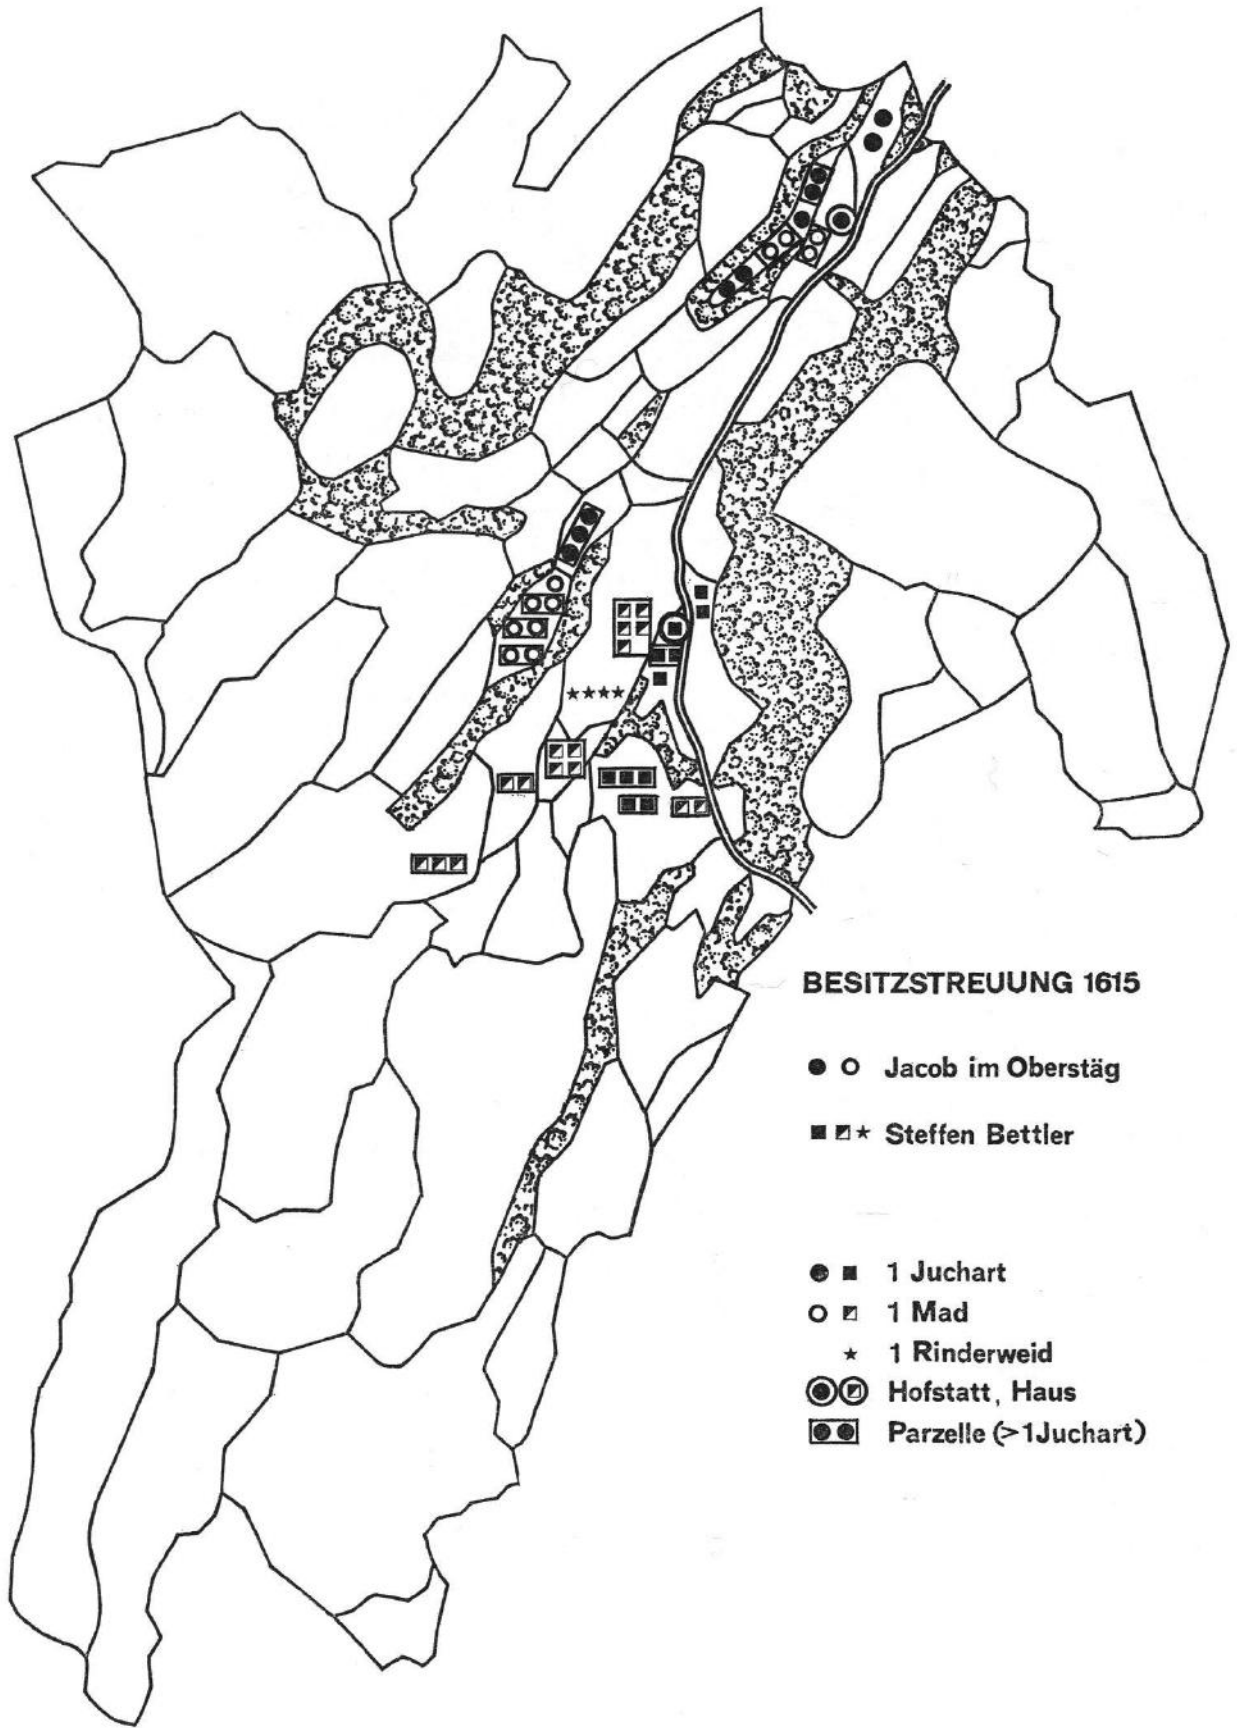 BESITZSTREUUNG 1615
Jacob im Oberstäg
Steffen Bettler
1 Juchart
1 Mad
1 Rinderweid
Hofstatt, Haus
Parzelle (>1Juchart)